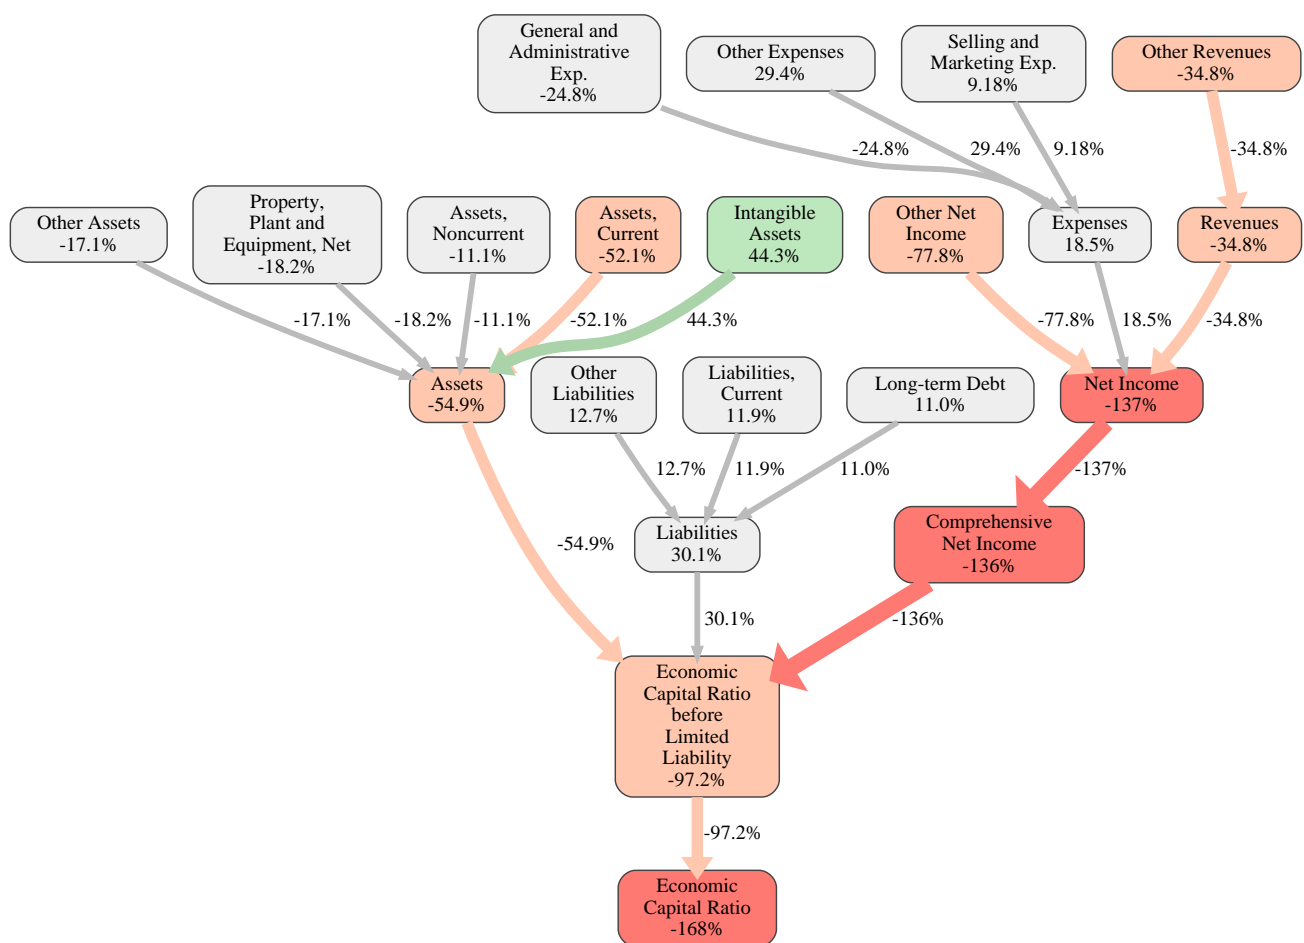 General and
Administrative
Exp.
-24.8%
Other Expenses
29.4%
Selling and
Marketing Exp.
9.18%
Other Revenues
-34.8%
-24.8%
29.4%
9.18%
-34.8%
Other Assets
-17.1%
Property,
Plant and
Equipment, Net
-18.2%
Assets,
Noncurrent
-11.1%
Assets,
Current
-52.1%
Intangible
Assets
44.3%
Other Net
Income
-77.8%
Expenses
18.5%
Revenues
-34.8%
-17.1%
-18.2%
-11.1%
-52.1%
44.3%
-77.8%
18.5%
-34.8%
Assets
-54.9%
Other
Liabilities
12.7%
Liabilities,
Current
11.9%
Long-term Debt
11.0%
Net Income
-137%
12.7%
11.9%
11.0%
-137%
-54.9%
Liabilities
30.1%
Comprehensive
Net Income
-136%
30.1%
-136%
Economic
Capital Ratio
before
Limited
Liability
-97.2%
-97.2%
Economic
Capital Ratio
-168%